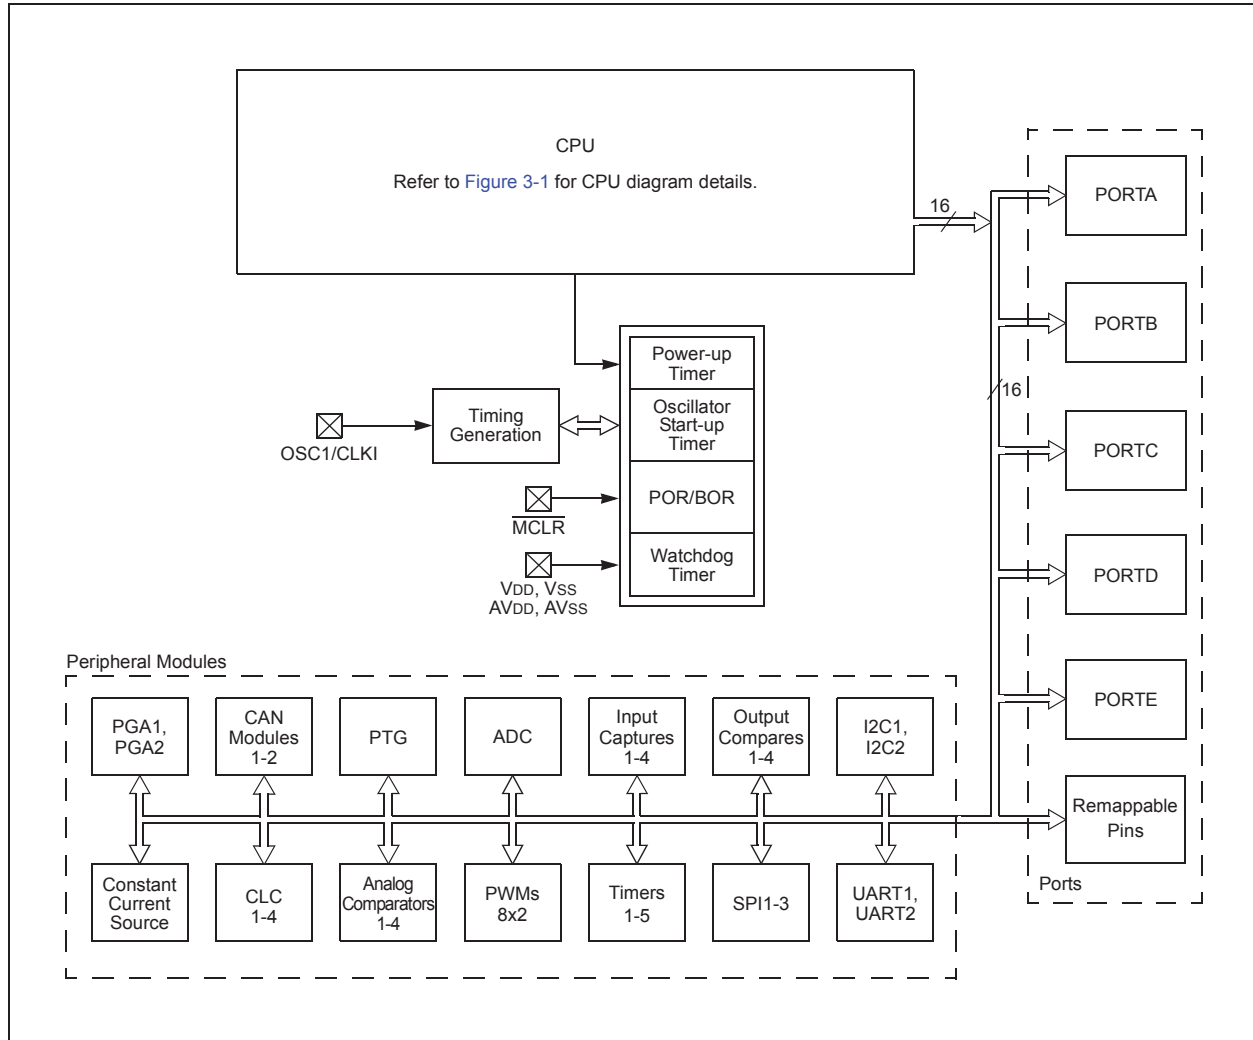 CPU
Refer to Figure 3-1 for CPU diagram details.
16
Power-up
Timer
Oscillator
Start-up
Timer
POR/BOR
Watchdog
Timer
Timing
Generation
OSC1/CLKI
MCLR
VDD, VSS
AVDD, AVSS
16
PORTA
PORTB
PORTC
PORTD
PORTE
Remappable
Pins
Ports
Peripheral Modules
PGA1,
PGA2
CAN
Modules
1-2
PTG
ADC
Input
Captures
1-4
Output
Compares
1-4
I2C1,
I2C2
Constant
Current
Source
CLC
1-4
Analog
Comparators
1-4
PWMs
8x2
Timers
1-5
SPI1-3
UART1,
UART2